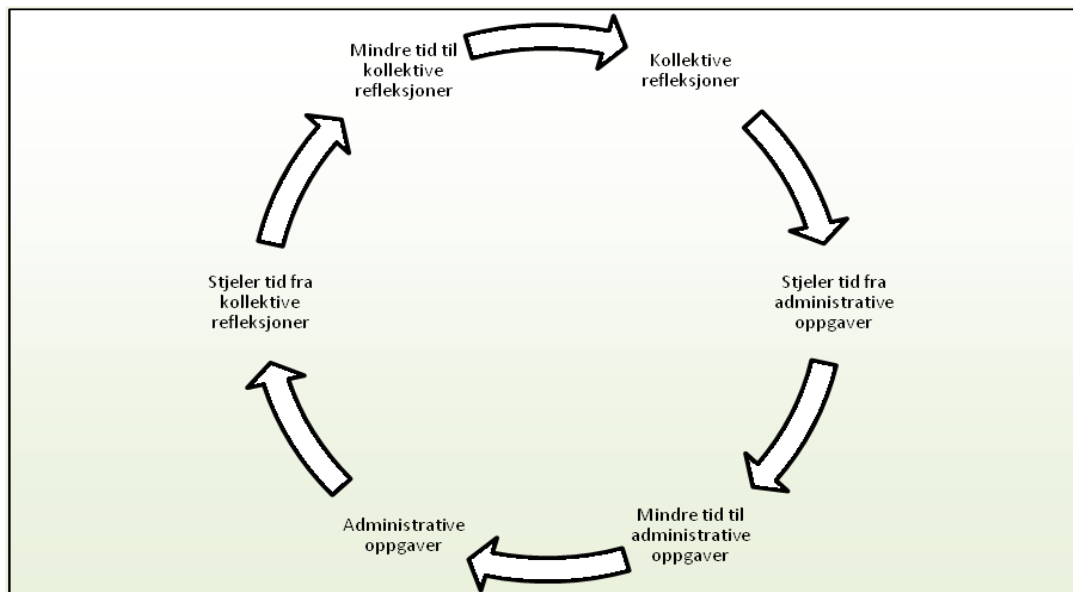 Mindre tid til
kollektive
refleksjoner
Kollektive
refleksjoner
Stjeler tid fra
administrative
oppgaver
Mindre tid til
administrative
oppgaver
Administrative
oppgaver
Stjeler tid fra
kollektive
refleksjoner